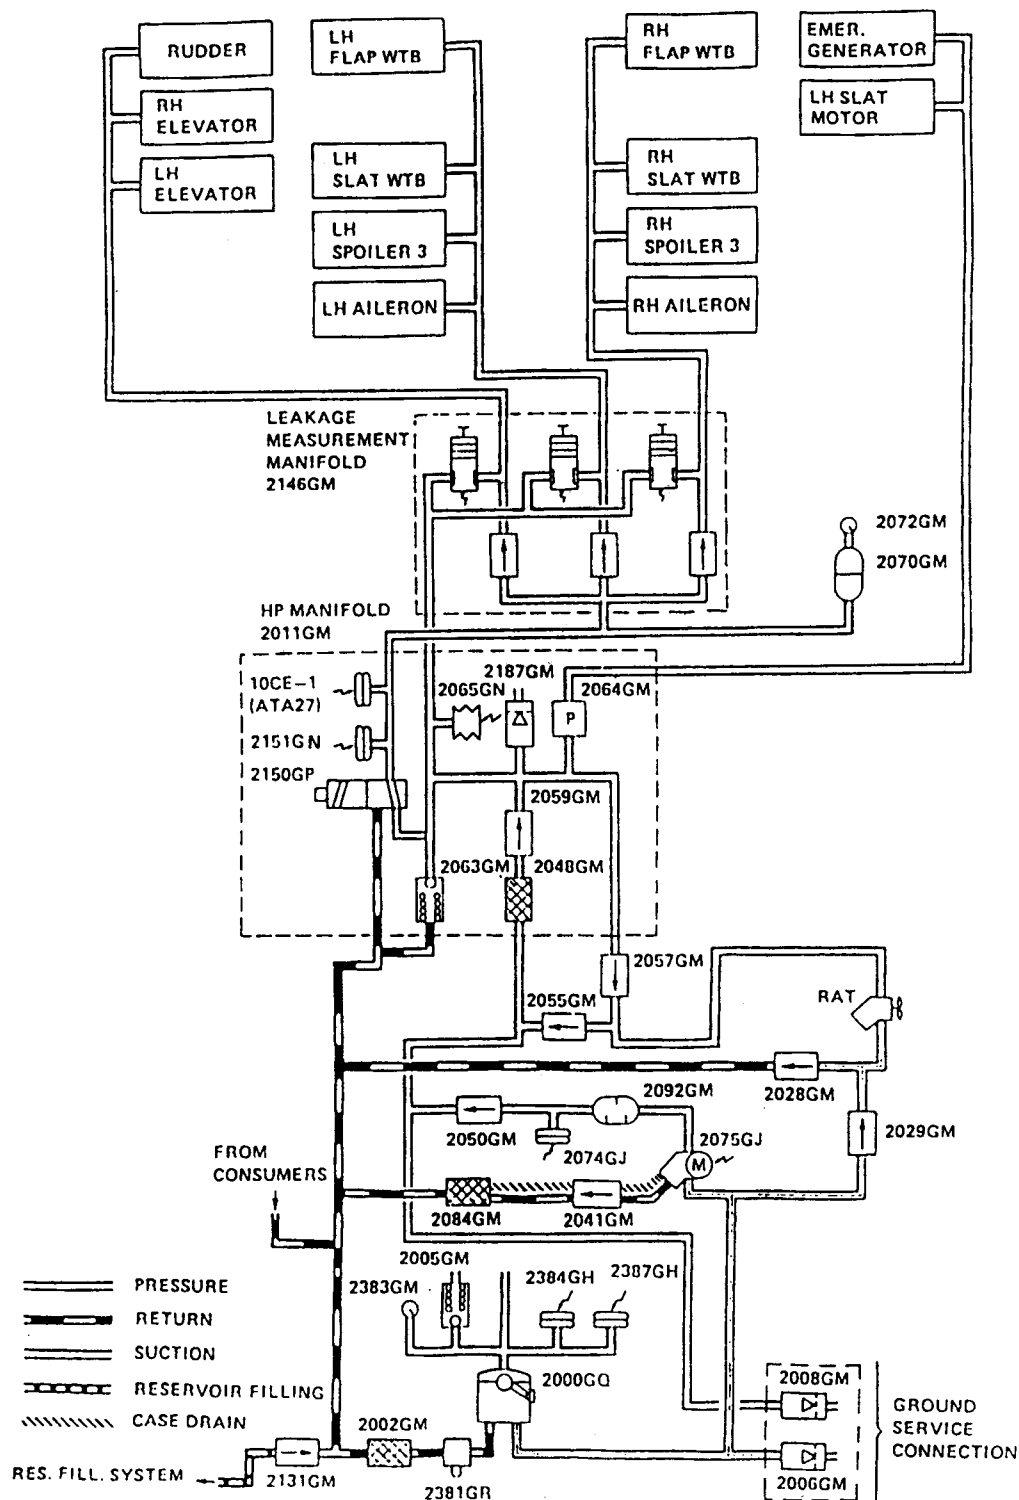 RUDDER
RH
ELEVATOR
LH
ELEVATOR
LH
FLAP WTB
LH
SLAT WTB
LH
SPOILER 3
LH AILERON
RH
FLAP WTB
RH
SLAT WTB
RH
SPOILER 3
RH AILERON
EMER.
GENERATOR
LH SLAT
MOTOR
LEAKAGE
MEASUREMENT
MANIFOLD
2146GM
2072GM
2070GM
HP MANIFOLD
2011GM
10CE-1
(ATA27)
2151GN
2150GP
2065GN
2187GM
2064GM
P
2059GM
2063GM
2048GM
2057GM
2055GM
RAT
2028GM
2092GM
2029GM
2050GM
2074GJ
2075GJ
M
FROM
CONSUMERS
2084GM
2041GM
2005GM
2383GM
2384GH
2387GH
PRESSURE
RETURN
SUCTION
RESERVOIR FILLING
CASE DRAIN
2000GQ
2002GM
2008GM
GROUND
SERVICE
CONNECTION
2006GM
RES. FILL. SYSTEM
2131GM
2381GR